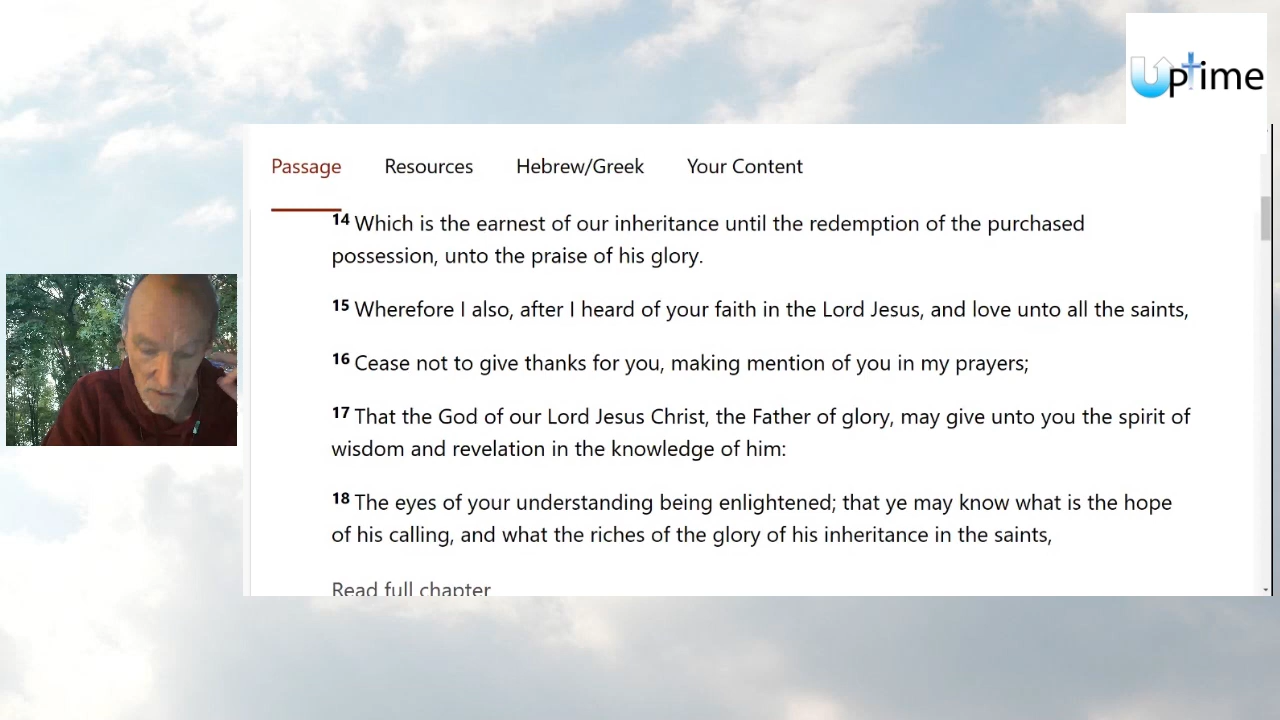 Uptime
Passage Resources Hebrew/Greek Your Content
14 Which is the earnest of our inheritance until the redemption of the purchased
possession, unto the praise of his glory.
15 Wherefore I also, after I heard of your faith in the Lord Jesus, and love unto all the saints,
16 Cease not to give thanks for you, making mention of you in my prayers;
17 That the God of our Lord Jesus Christ, the Father of glory, may give unto you the spirit of
wisdom and revelation in the knowledge of him:
18 The eyes of your understanding being enlightened; that ye may know what is the hope
of his calling, and what the riches of the glory of his inheritance in the saints,
Read full chapter